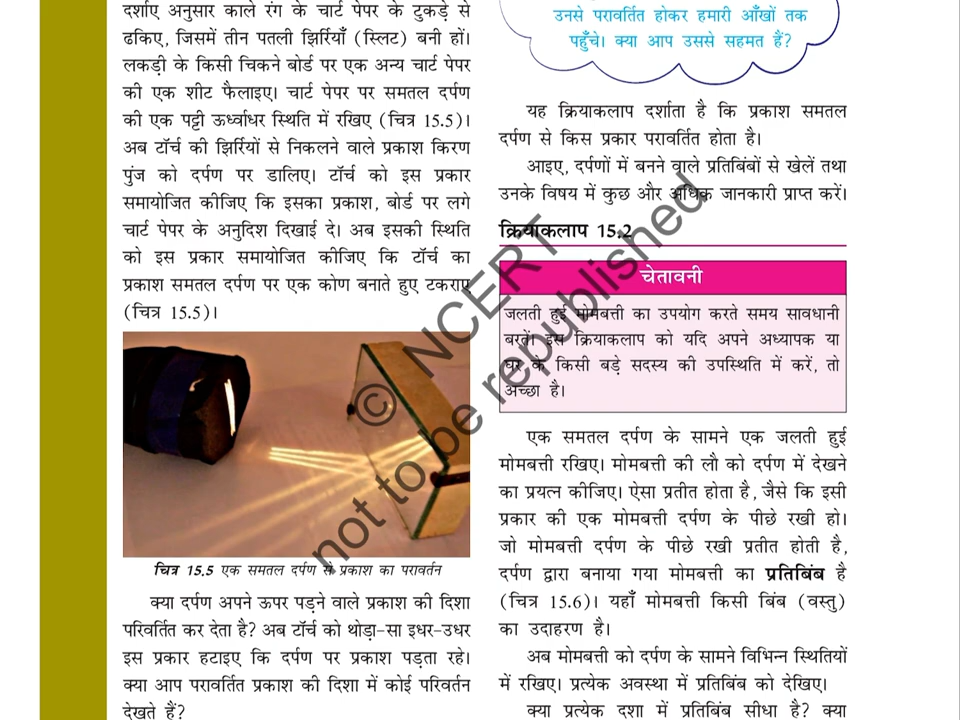 दर्शाए अनुसार काले रंग के चार्ट पेपर के टुकड़े से
ढकिए, जिसमें तीन पतली झिर्रियाँ (स्लिट) बनी हों।
लकड़ी के किसी चिकने बोर्ड पर एक अन्य चार्ट पेपर
की एक शीट फैलाइए। चार्ट पेपर पर समतल दर्पण
की एक पट्टी ऊर्ध्वाधर स्थिति में रखिए (चित्र 15.5)।
अब टॉर्च की झिर्रियों से निकलने वाले प्रकाश किरण
पुंज को दर्पण पर डालिए। टॉर्च को इस प्रकार
समायोजित कीजिए कि इसका प्रकाश, बोर्ड पर लगे
चार्ट पेपर के अनुदिश दिखाई दे। अब इसकी स्थिति
को इस प्रकार समायोजित कीजिए कि टॉर्च का
प्रकाश समतल दर्पण पर एक कोण बनाते हुए टकराए
(चित्र 15.5)।
चित्र 15.5 एक समतल दर्पण से प्रकाश का परावर्तन
क्या दर्पण अपने ऊपर पड़ने वाले प्रकाश की दिशा
परिवर्तित कर देता है? अब टॉर्च को थोड़ा-सा इधर-उधर
इस प्रकार हटाइए कि दर्पण पर प्रकाश पड़ता रहे।
क्या आप परावर्तित प्रकाश की दिशा में कोई परिवर्तन
देखते हैं?
उनसे परावर्तित होकर हमारी आँखों तक
पहुँचे। क्या आप उससे सहमत हैं?
यह क्रियाकलाप दर्शाता है कि प्रकाश समतल
दर्पण से किस प्रकार परावर्तित होता है।
आइए, दर्पणों में बनने वाले प्रतिबिंबों से खेलें तथा
उनके विषय में कुछ और अधिक जानकारी प्राप्त करें।
क्रियाकलाप 15.2
चेतावनी
जलती हुई मोमबत्ती का उपयोग करते समय सावधानी
बरतें। इस क्रियाकलाप को यदि अपने अध्यापक या
घर के किसी बड़े सदस्य की उपस्थिति में करें, तो
अच्छा है।
एक समतल दर्पण के सामने एक जलती हुई
मोमबत्ती रखिए। मोमबत्ती की लौ को दर्पण में देखने
का प्रयत्न कीजिए। ऐसा प्रतीत होता है, जैसे कि इसी
प्रकार की एक मोमबत्ती दर्पण के पीछे रखी हो।
जो मोमबत्ती दर्पण के पीछे रखी प्रतीत होती है,
दर्पण द्वारा बनाया गया मोमबत्ती का प्रतिबिंब है
(चित्र 15.6)। यहाँ मोमबत्ती किसी बिंब (वस्तु)
का उदाहरण है।
अब मोमबत्ती को दर्पण के सामने विभिन्न स्थितियों
में रखिए। प्रत्येक अवस्था में प्रतिबिंब को देखिए।
क्या प्रत्येक दशा में प्रतिबिंब सीधा है? क्या
© NCERT
not to be republished